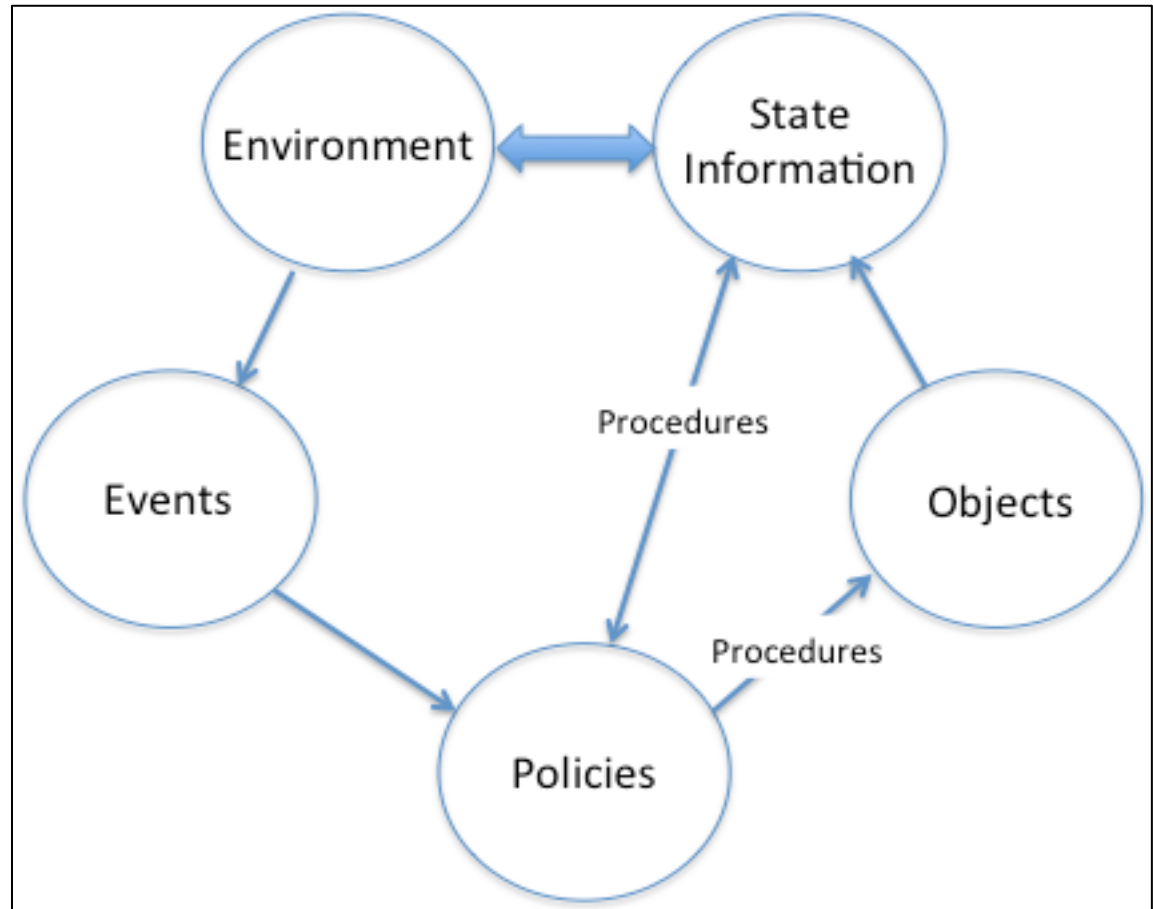 Environment
State
Information
Procedures
Events
Objects
Procedures
Policies